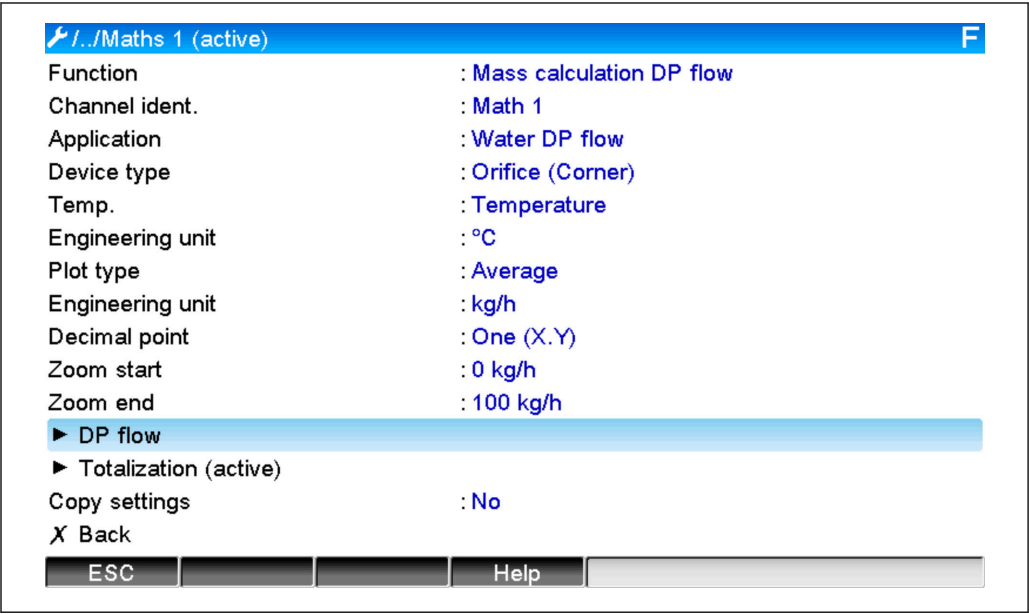 /../Maths 1 (active) F
Function : Mass calculation DP flow
Channel ident. : Math 1
Application : Water DP flow
Device type : Orifice (Corner)
Temp. : Temperature
Engineering unit : °C
Plot type : Average
Engineering unit : kg/h
Decimal point : One (X.Y)
Zoom start : 0 kg/h
Zoom end : 100 kg/h
► DP flow
► Totalization (active)
Copy settings : No
X Back
ESC Help